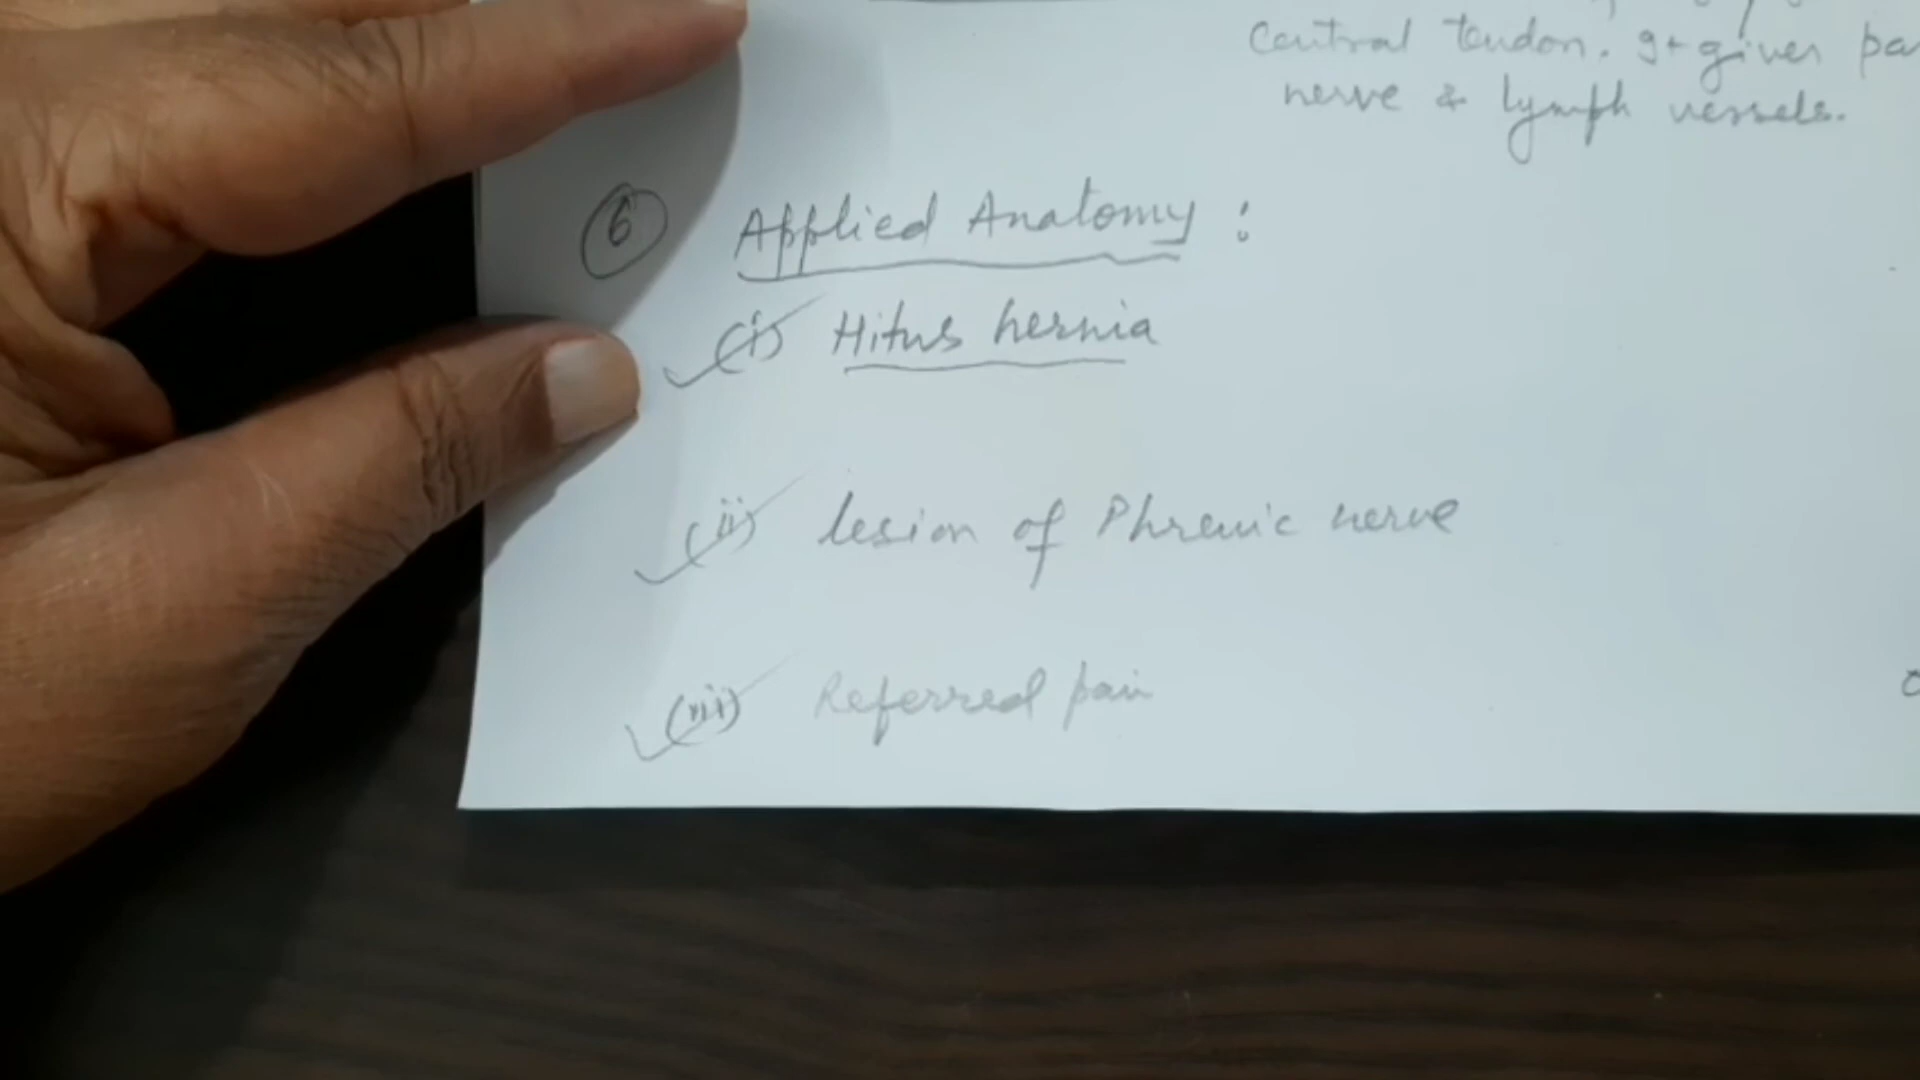 Central tendon. It gives pa
nerve & lymph vessels.
6 Applied Anatomy :
(i) Hitus hernia
(ii) lesion of Phrenic nerve
(iii) Referred pain